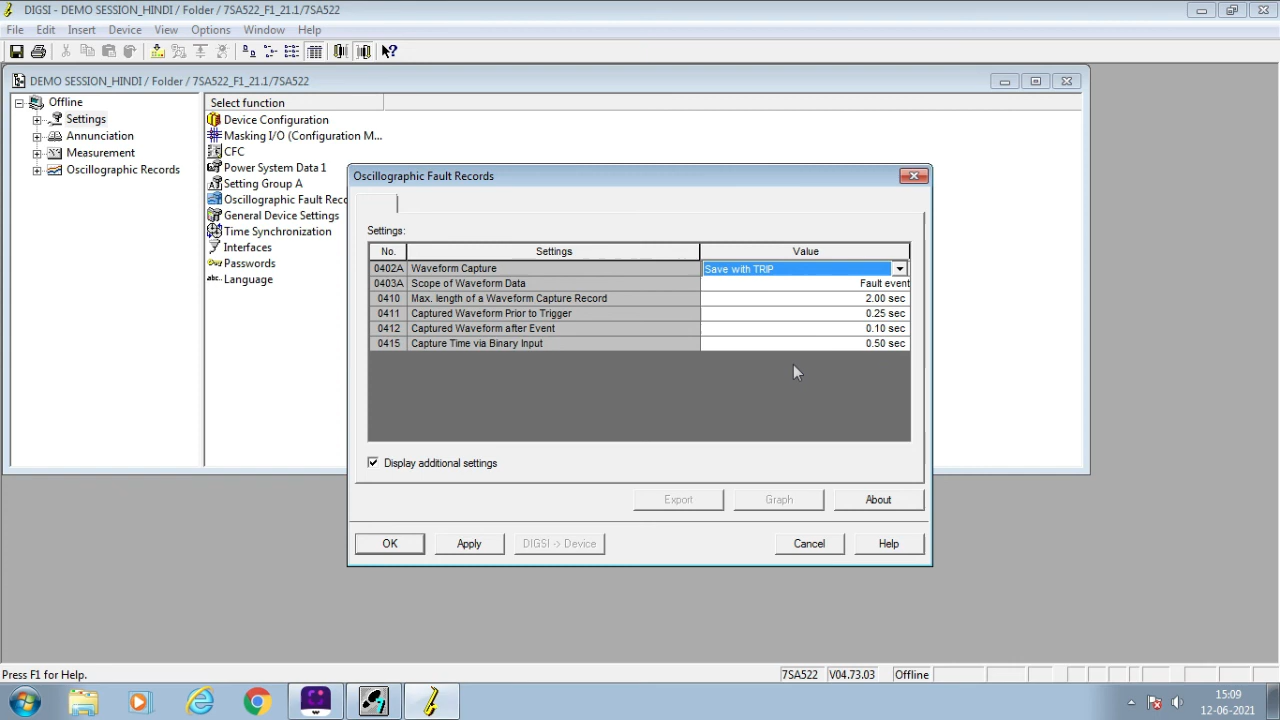 DIGSI - DEMO SESSION_HINDI / Folder / 7SA522_F1_21.1/7SA522
File Edit Insert Device View Options Window Help
DEMO SESSION_HINDI / Folder / 7SA522_F1_21.1/7SA522
Offline
Settings
Annunciation
Measurement
Oscillographic Records
Select function
Device Configuration
Masking I/O (Configuration M...
CFC
Power System Data 1
Setting Group A
Oscillographic Fault Reco
General Device Settings
Time Synchronization
Interfaces
Passwords
Language
Oscillographic Fault Records
Settings:
No. Settings Value
0402A Waveform Capture Save with TRIP
0403A Scope of Waveform Data Fault event
0410 Max. length of a Waveform Capture Record 2.00 sec
0411 Captured Waveform Prior to Trigger 0.25 sec
0412 Captured Waveform after Event 0.10 sec
0415 Capture Time via Binary Input 0.50 sec
Display additional settings
Export Graph About
OK Apply DIGSI -> Device Cancel Help
Press F1 for Help. 7SA522 V04.73.03 Offline
15:09
12-06-2021